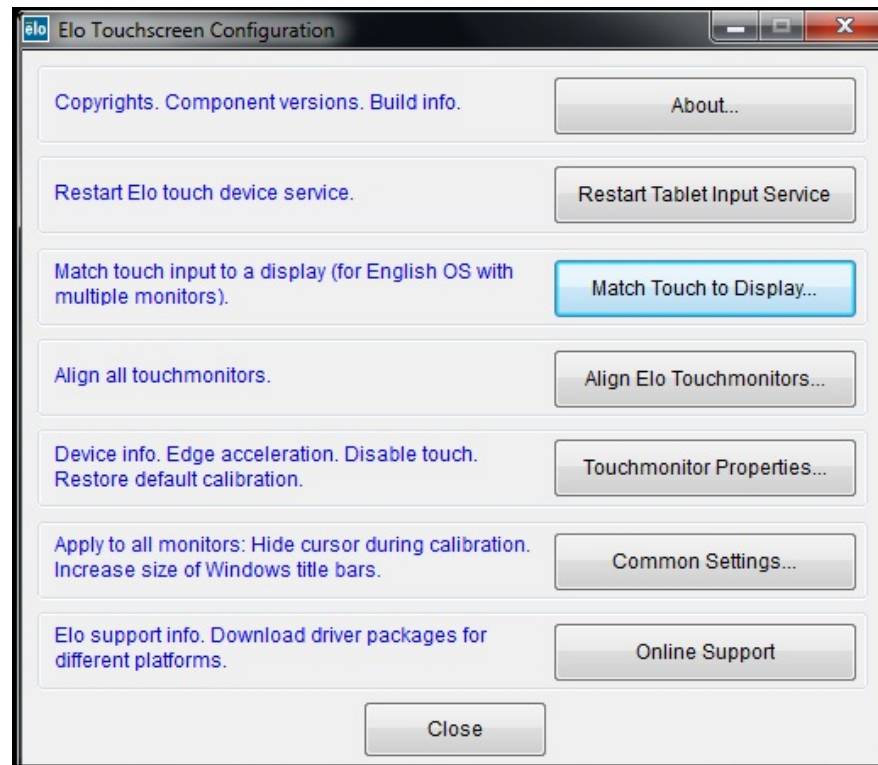 elo Elo Touchscreen Configuration
Copyrights. Component versions. Build info.
About...
Restart Elo touch device service.
Restart Tablet Input Service
Match touch input to a display (for English OS with
multiple monitors).
Match Touch to Display...
Align all touchmonitors.
Align Elo Touchmonitors...
Device info. Edge acceleration. Disable touch.
Restore default calibration.
Touchmonitor Properties...
Apply to all monitors: Hide cursor during calibration.
Increase size of Windows title bars.
Common Settings...
Elo support info. Download driver packages for
different platforms.
Online Support
Close